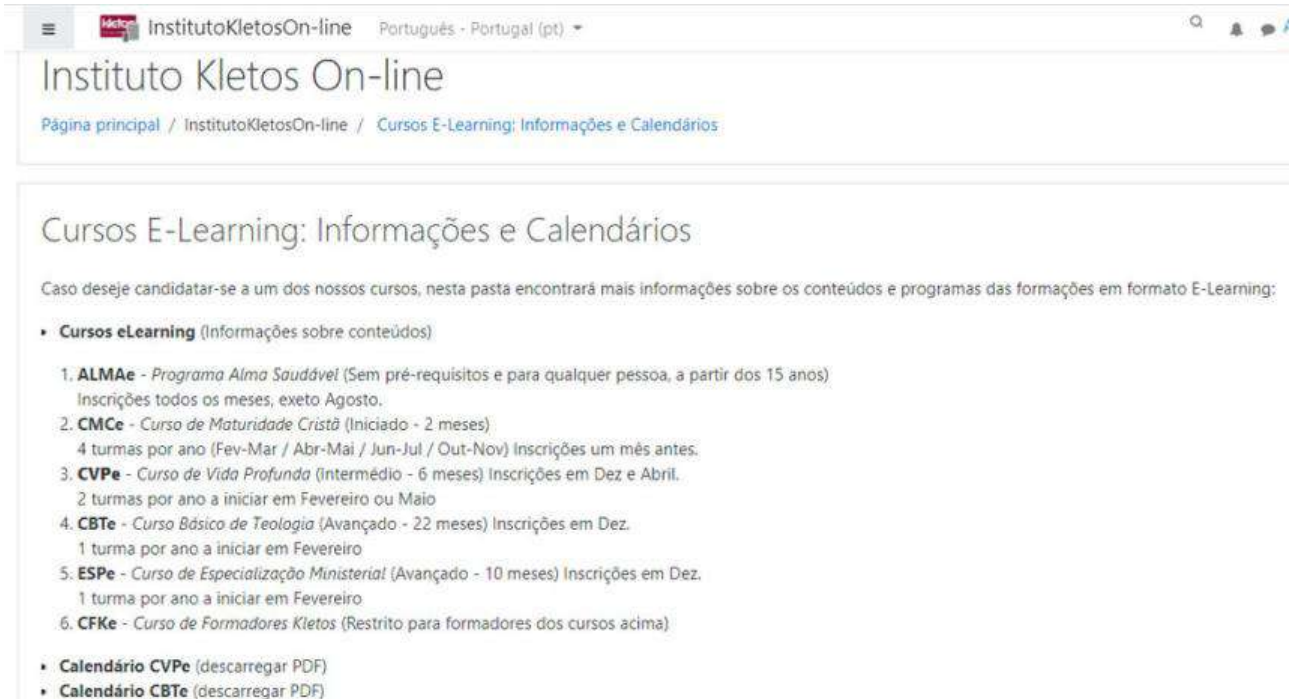 kletos InstitutoKletosOn-line Português - Portugal (pt)
Instituto Kletos On-line
Página principal / InstitutoKletosOn-line / Cursos E-Learning: Informações e Calendários
Cursos E-Learning: Informações e Calendários
Caso deseje candidatar-se a um dos nossos cursos, nesta pasta encontrará mais informações sobre os conteúdos e programas das formações em formato E-Learning:
• Cursos eLearning (Informações sobre conteúdos)
1. ALMAe - Programa Alma Saudável (Sem pré-requisitos e para qualquer pessoa, a partir dos 15 anos)
Inscrições todos os meses, exeto Agosto.
2. CMCe - Curso de Maturidade Cristã (Iniciado - 2 meses)
4 turmas por ano (Fev-Mar / Abr-Mai / Jun-Jul / Out-Nov) Inscrições um mês antes.
3. CVPe - Curso de Vida Profunda (Intermédio - 6 meses) Inscrições em Dez e Abril.
2 turmas por ano a iniciar em Fevereiro ou Maio
4. CBTe - Curso Básico de Teologia (Avançado - 22 meses) Inscrições em Dez.
1 turma por ano a iniciar em Fevereiro
5. ESPe - Curso de Especialização Ministerial (Avançado - 10 meses) Inscrições em Dez.
1 turma por ano a iniciar em Fevereiro
6. CFKe - Curso de Formadores Kletos (Restrito para formadores dos cursos acima)
• Calendário CVPe (descarregar PDF)
• Calendário CBTe (descarregar PDF)